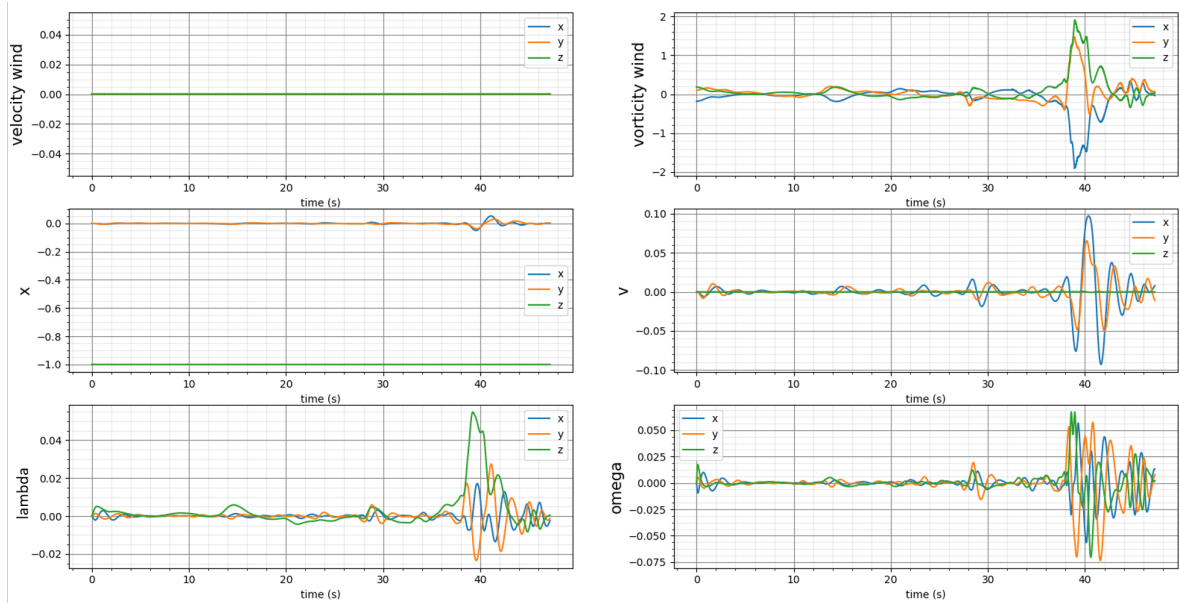 velocity wind
0.04
0.02
0.00
−0.02
−0.04
x
y
z
0
10
20
30
40
time (s)
vorticity wind
2
1
0
−1
−2
x
y
z
0
10
20
30
40
time (s)
x
0.0
−0.2
−0.4
−0.6
−0.8
−1.0
x
y
z
0
10
20
30
40
time (s)
v
0.10
0.05
0.00
−0.05
−0.10
x
y
z
0
10
20
30
40
time (s)
lambda
0.04
0.02
0.00
−0.02
x
y
z
0
10
20
30
40
time (s)
omega
0.050
0.025
0.000
−0.025
−0.050
−0.075
x
y
z
0
10
20
30
40
time (s)